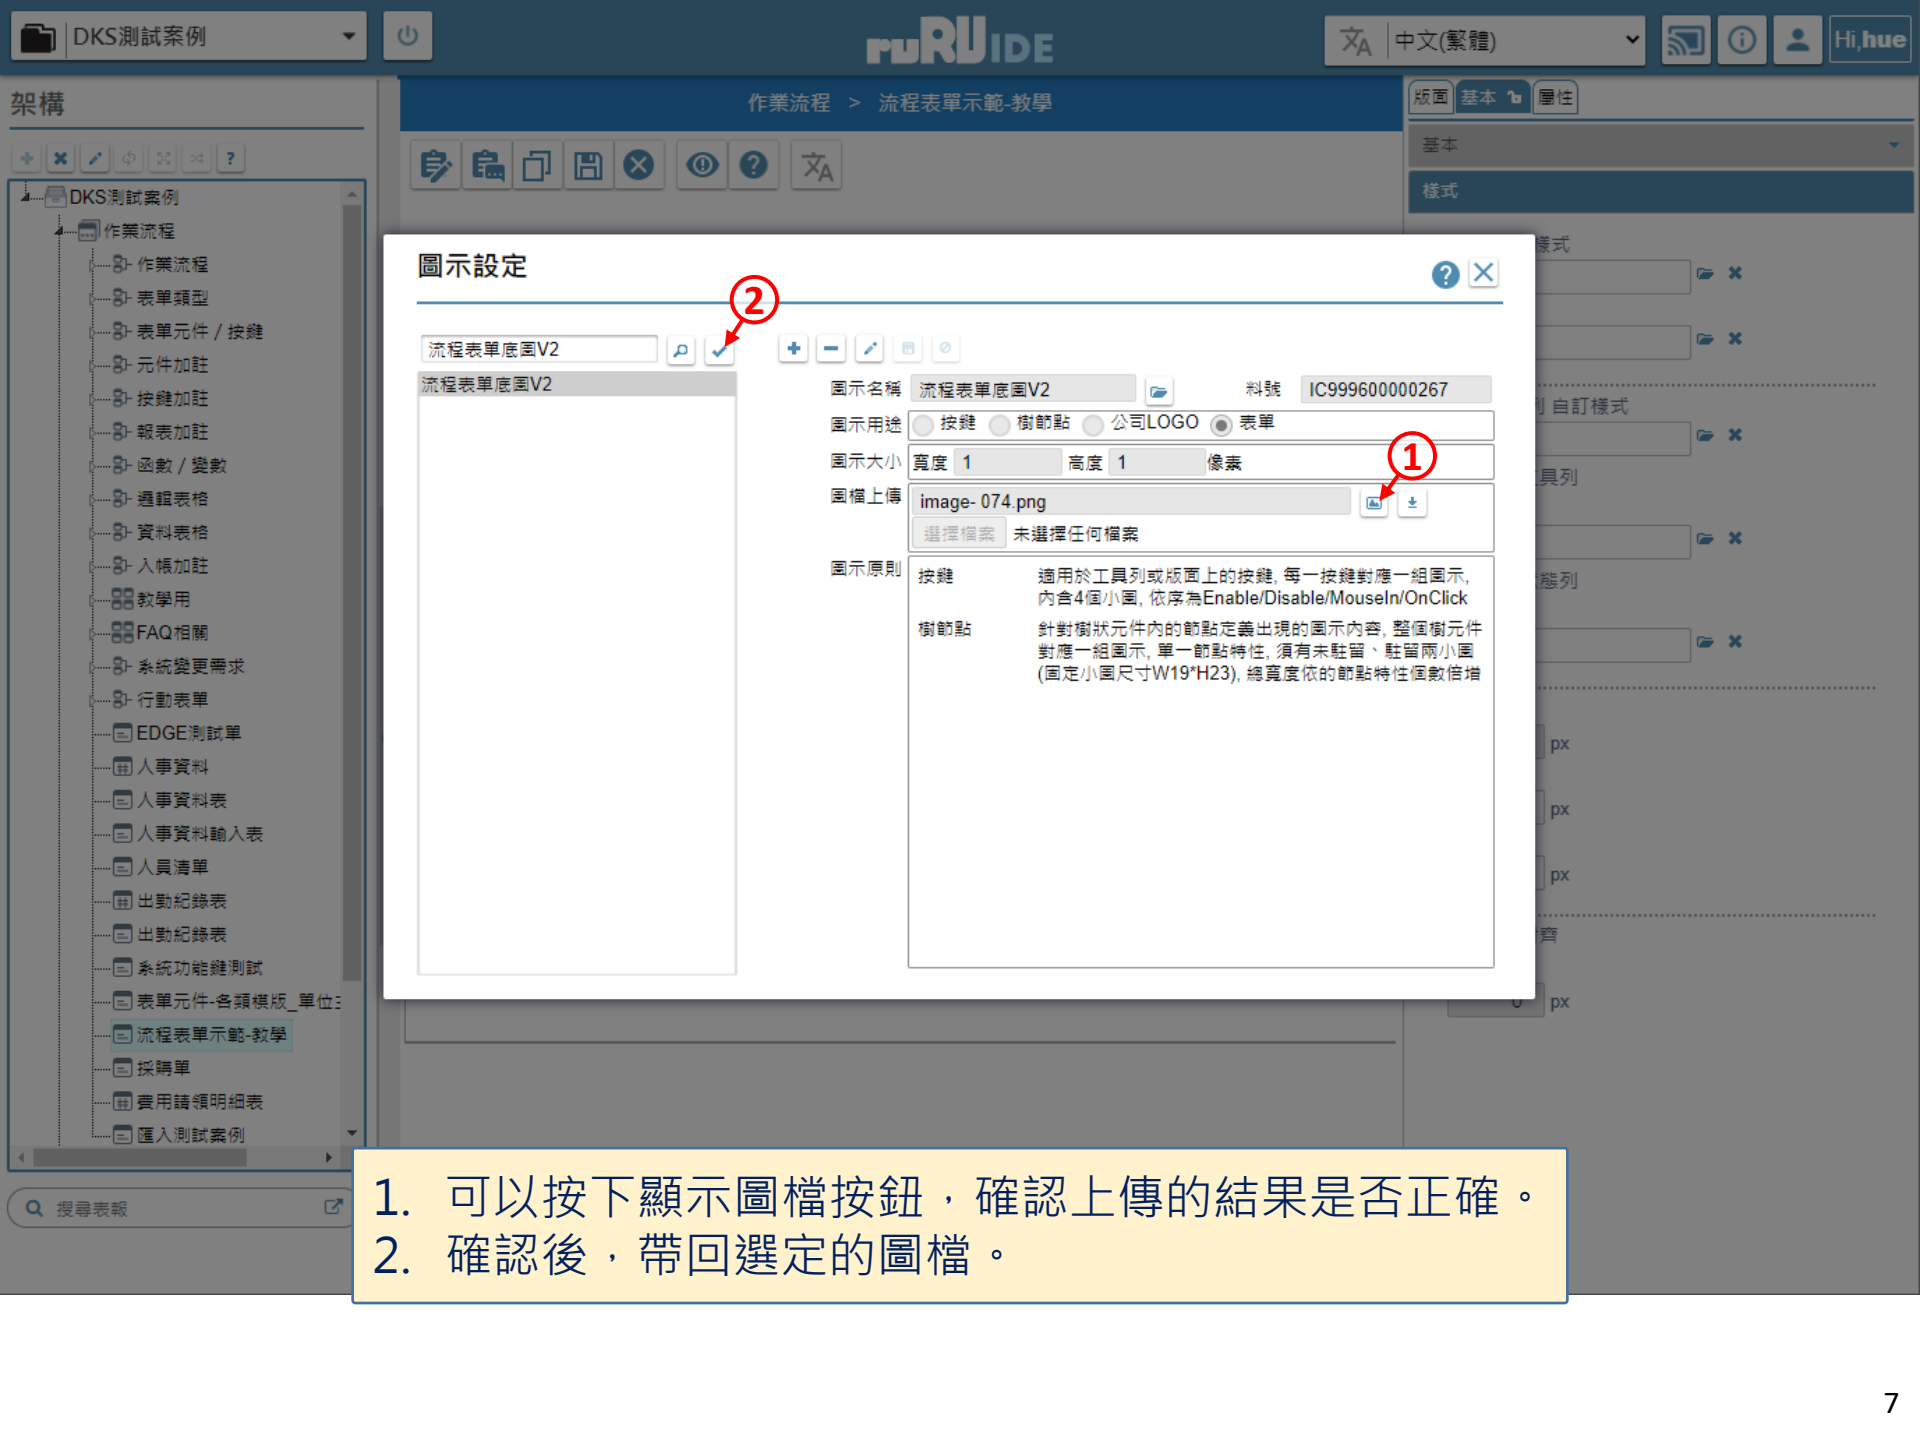 DKS測試案例
ruRUIDE
中文(繁體)
Hi,hue
架構
作業流程 > 流程表單示範-教學
版面 基本 屬性
基本
樣式
DKS測試案例
作業流程
作業流程
表單類型
表單元件 / 按鍵
元件加註
按鍵加註
報表加註
函數 / 變數
邏輯表格
資料表格
入帳加註
教學用
FAQ相關
系統變更需求
行動表單
EDGE測試單
人事資料
人事資料表
人事資料輸入表
人員清單
出勤紀錄表
出勤紀錄表
系統功能鍵測試
表單元件-各類模版_單位
流程表單示範-教學
採購單
費用請領明細表
匯入測試案例
搜尋表報
圖示設定
②
流程表單底圖V2
流程表單底圖V2
圖示名稱 流程表單底圖V2 料號 IC999600000267
圖示用途 按鍵 樹節點 公司LOGO 表單
圖示大小 寬度 1 高度 1 像素
①
圖檔上傳 image- 074.png
選擇檔案 未選擇任何檔案
圖示原則 按鍵 適用於工具列或版面上的按鍵, 每一按鍵對應一組圖示,
內含4個小圖, 依序為Enable/Disable/MouseIn/OnClick
樹節點 針對樹狀元件內的節點定義出現的圖示內容, 整個樹元件
對應一組圖示, 單一節點特性, 須有未駐留、駐留兩小圖
(固定小圖尺寸W19*H23), 總寬度依的節點特性個數倍增
樣式
自訂樣式
具列
態列
px
px
px
齊
0 px
1. 可以按下顯示圖檔按鈕，確認上傳的結果是否正確。
2. 確認後，帶回選定的圖檔。
7